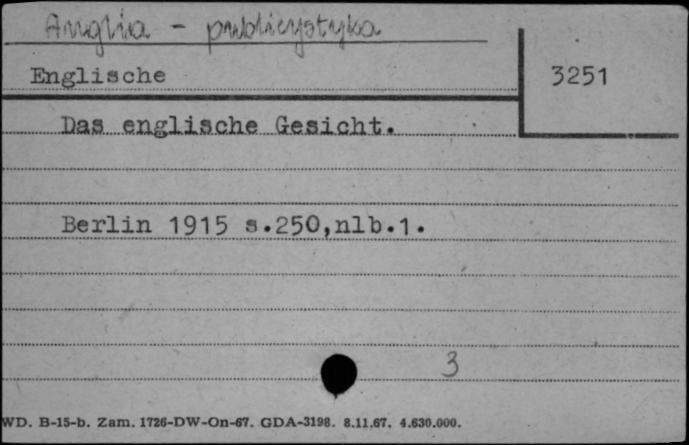 Anglia - publicystyka
Englische
3251
Das englische Gesicht.
Berlin 1915 s.250,nlb.1.
3
WD. B-15-b. Zam. 1726-DW-On-67. GDA-3198. 8.11.67. 4.630.000.